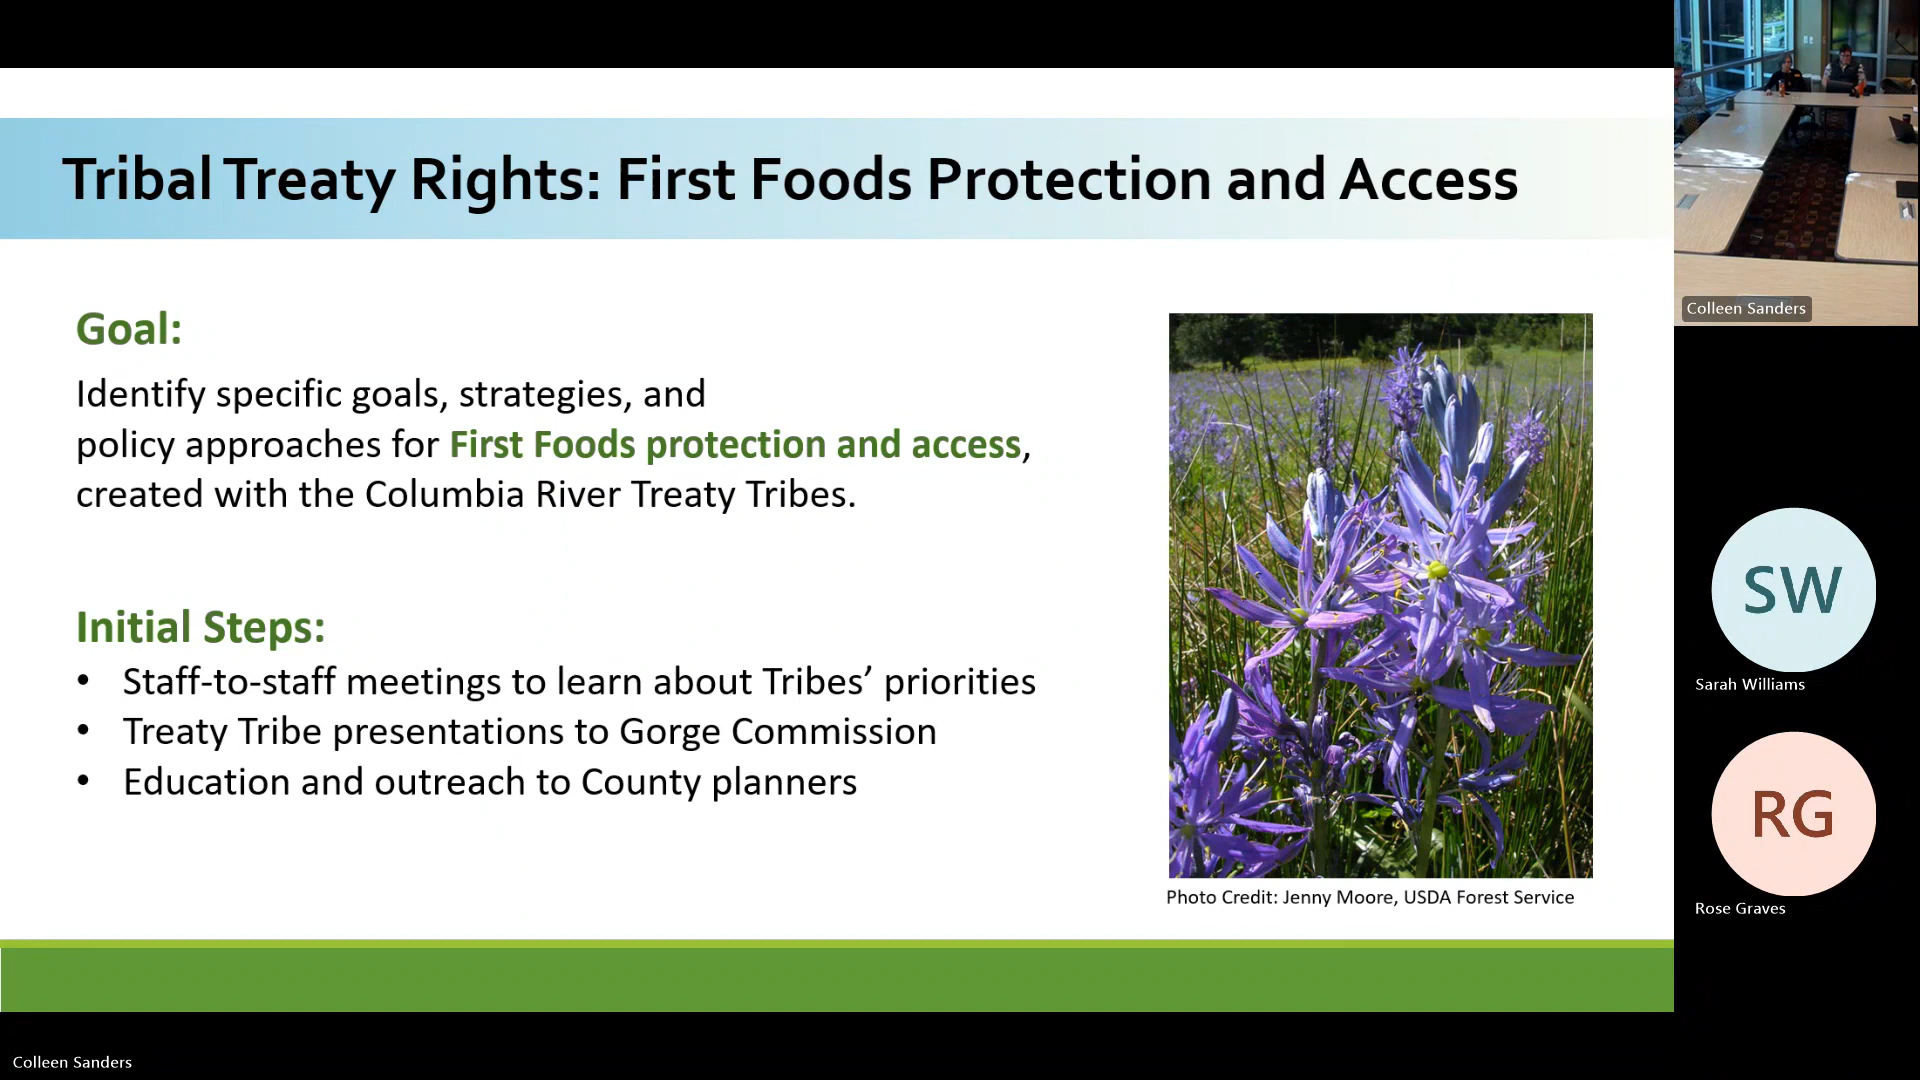 Tribal Treaty Rights: First Foods Protection and Access
Goal:
Identify specific goals, strategies, and
policy approaches for First Foods protection and access,
created with the Columbia River Treaty Tribes.
Initial Steps:
• Staff-to-staff meetings to learn about Tribes’ priorities
• Treaty Tribe presentations to Gorge Commission
• Education and outreach to County planners
Photo Credit: Jenny Moore, USDA Forest Service
Colleen Sanders
SW
Sarah Williams
RG
Rose Graves
Colleen Sanders